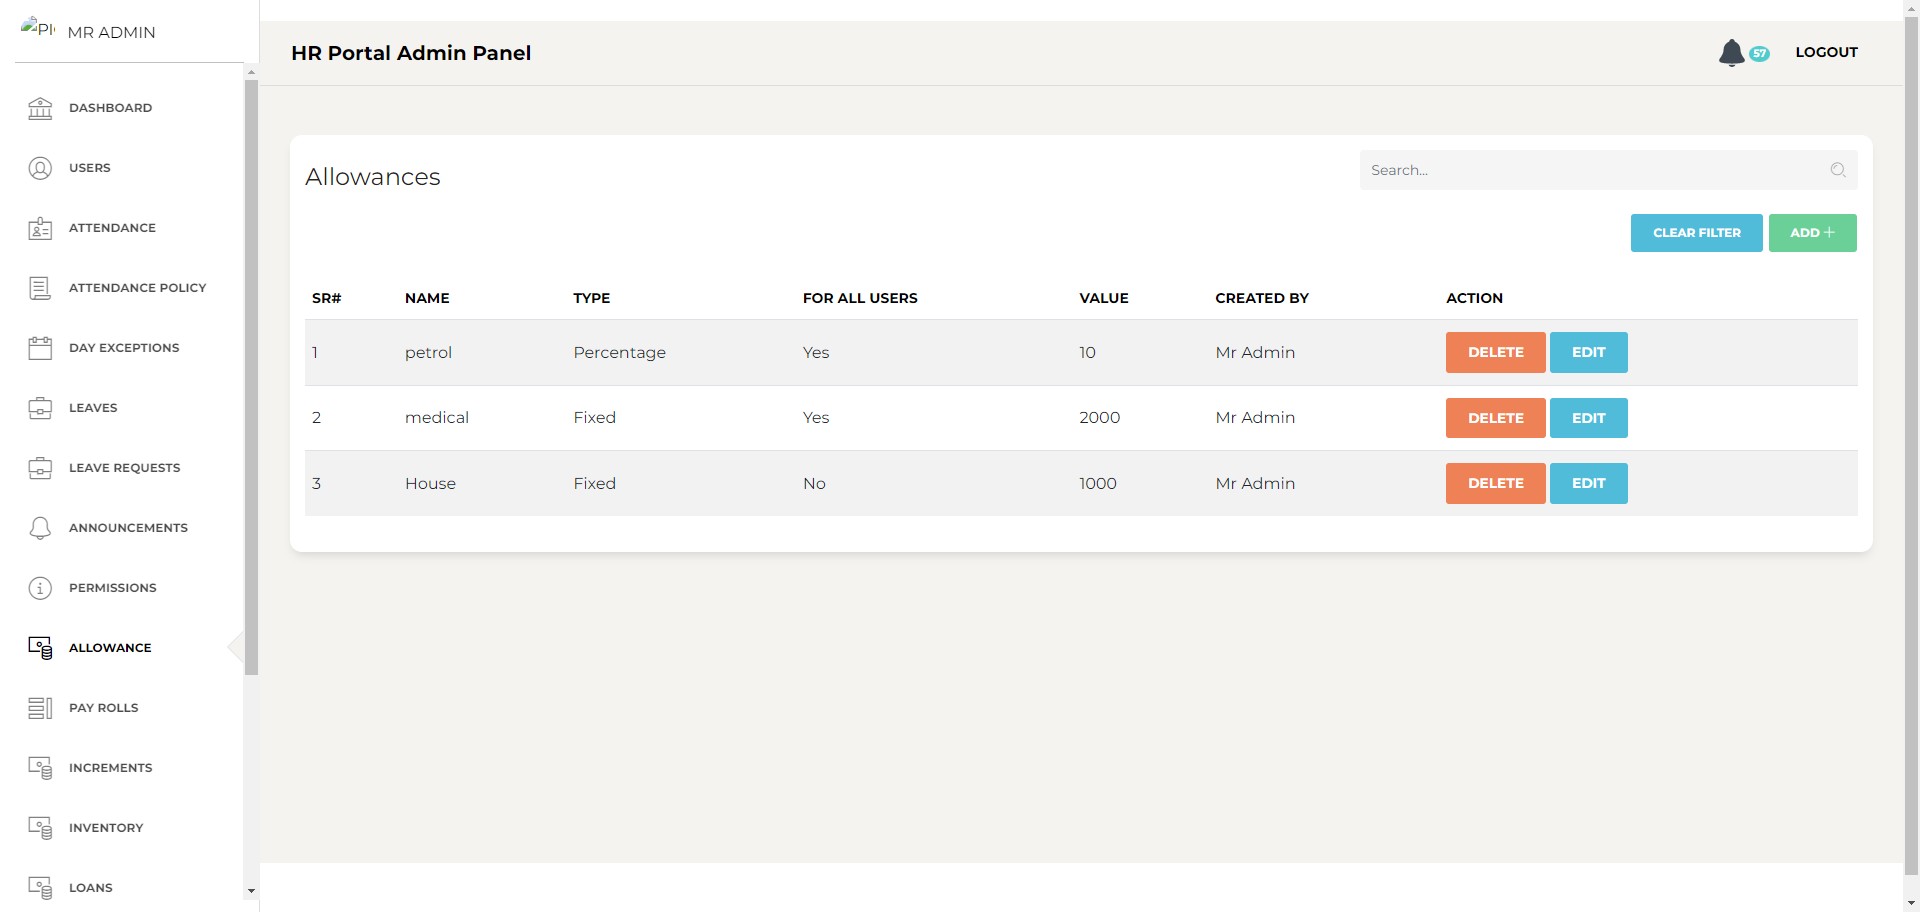 MR ADMIN
DASHBOARD
USERS
ATTENDANCE
ATTENDANCE POLICY
DAY EXCEPTIONS
LEAVES
LEAVE REQUESTS
ANNOUNCEMENTS
PERMISSIONS
ALLOWANCE
PAY ROLLS
INCREMENTS
INVENTORY
LOANS
HR Portal Admin Panel
57
LOGOUT
Allowances
Search...
CLEAR FILTER
ADD +
SR# NAME TYPE FOR ALL USERS VALUE CREATED BY ACTION
1 petrol Percentage Yes 10 Mr Admin DELETE EDIT
2 medical Fixed Yes 2000 Mr Admin DELETE EDIT
3 House Fixed No 1000 Mr Admin DELETE EDIT